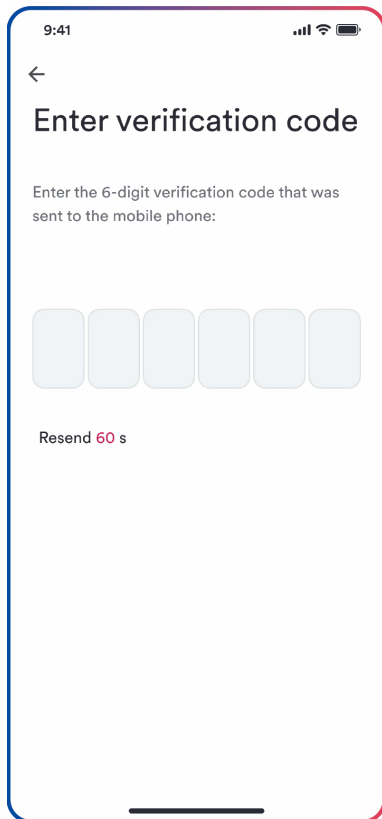 9:41
Enter verification code
Enter the 6-digit verification code that was
sent to the mobile phone:
Resend 60 s